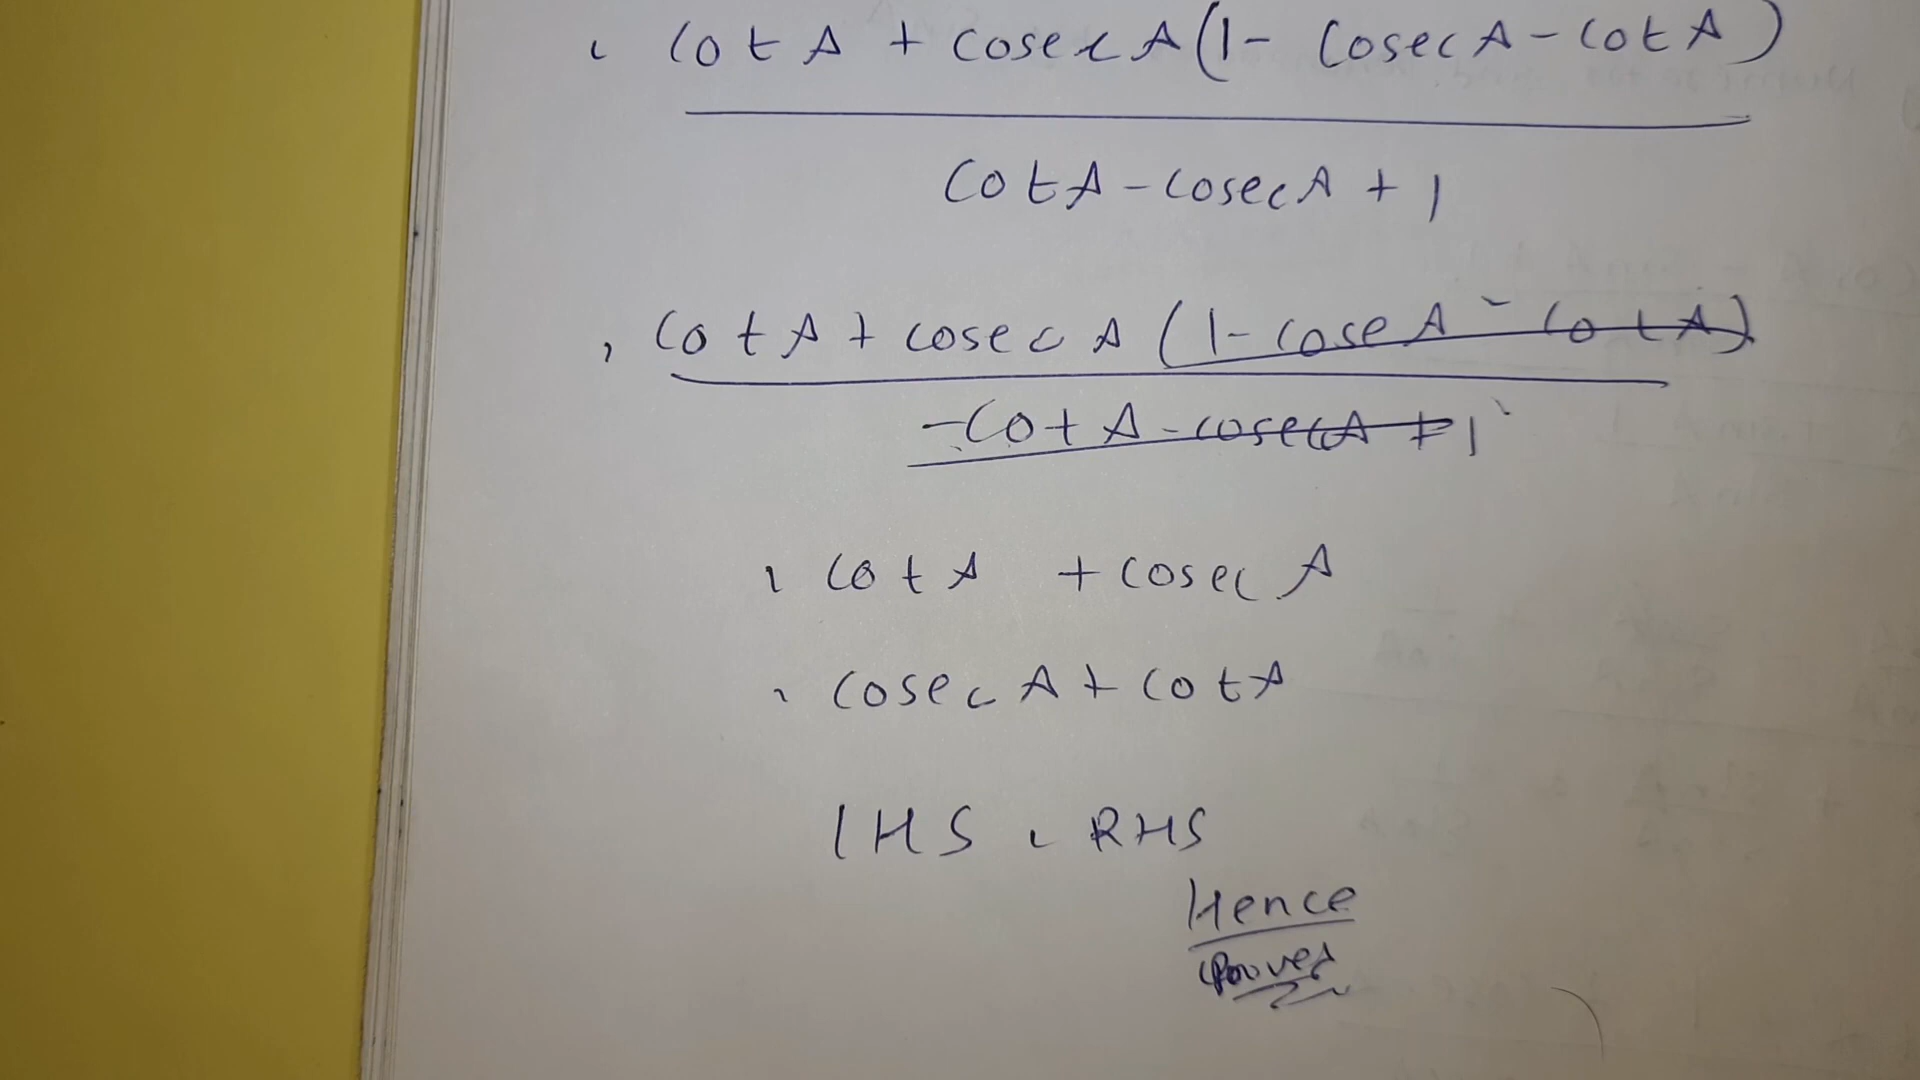 , cot A + cosec A (1 - cosec A - cot A)
cot A - cosec A + 1
, cot A + cosec A (1 - cose A - cot A)
- cot A - cosec A + 1
, cot A + cosec A
, cosec A + cot A
LHS , RHS
Hence
Proved